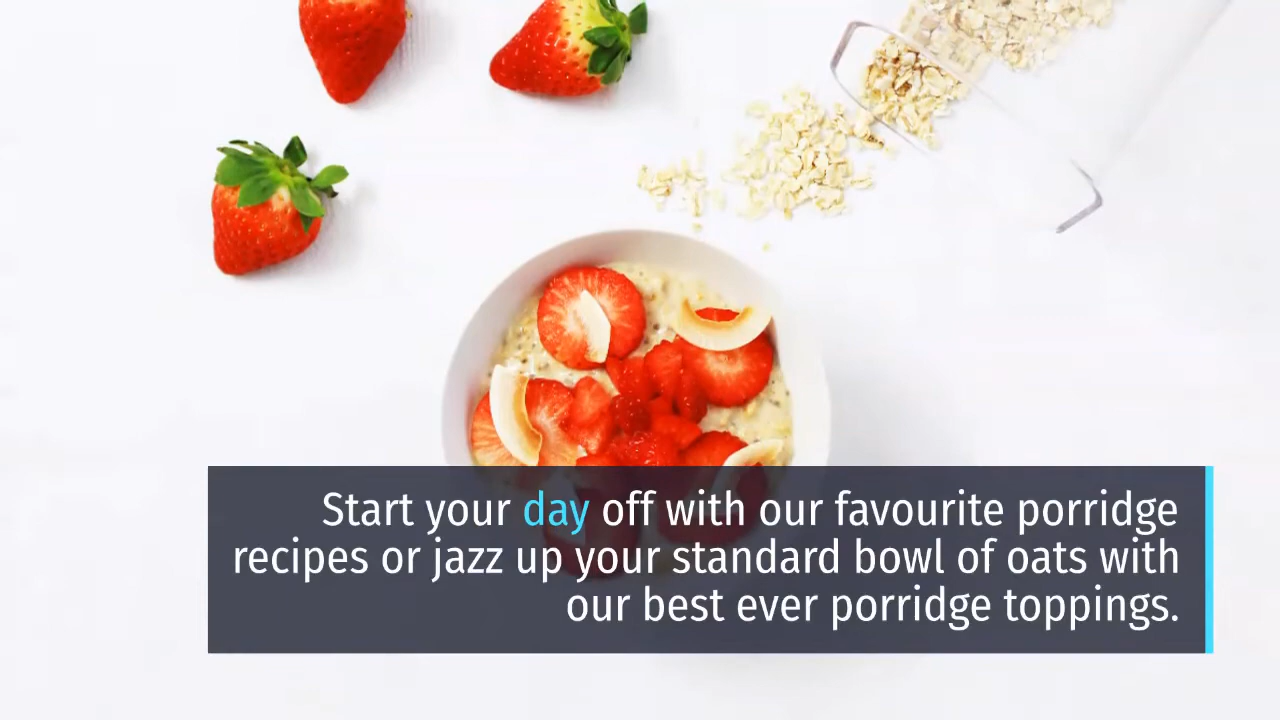 Start your day off with our favourite porridge
recipes or jazz up your standard bowl of oats with
our best ever porridge toppings.